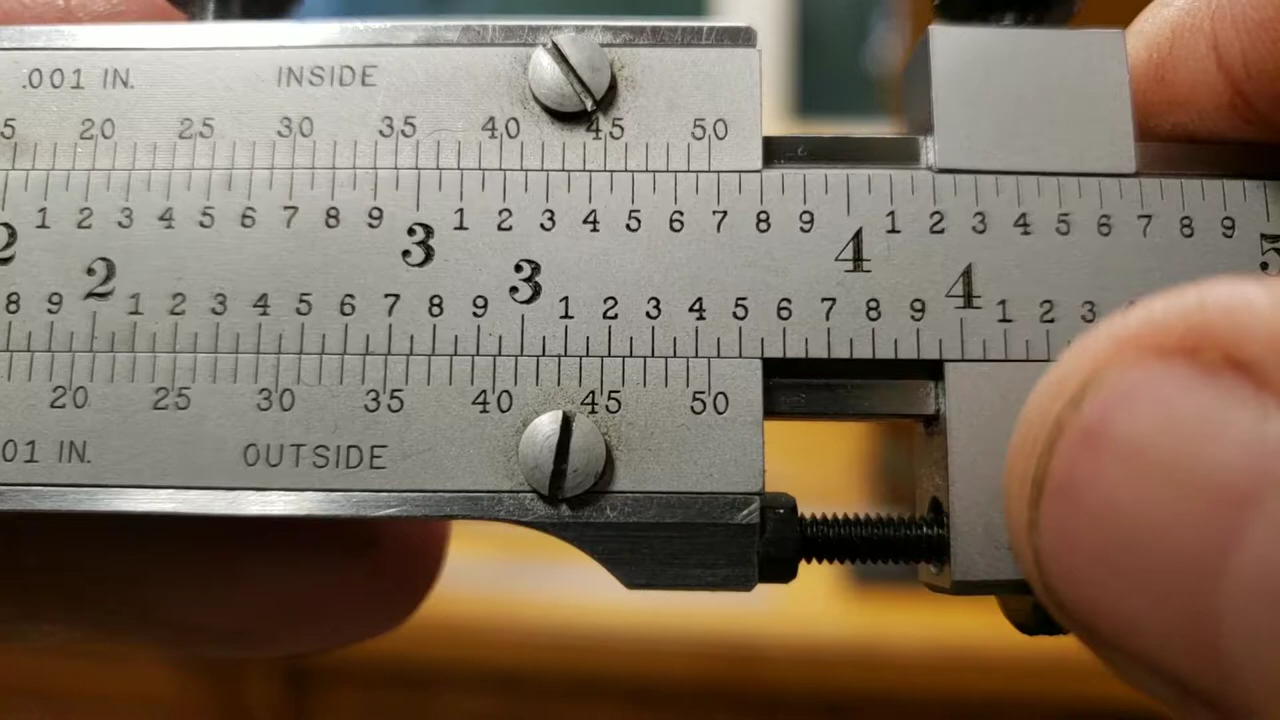 .001 IN. INSIDE
5 20 25 30 35 40 45 50
1 2 3 4 5 6 7 8 9 1 2 3 4 5 6 7 8 9 1 2 3 4 5 6 7 8 9
2 3 4 5
2 3 4
8 9 1 2 3 4 5 6 7 8 9 1 2 3 4 5 6 7 8 9 1 2 3
20 25 30 35 40 45 50
01 IN. OUTSIDE